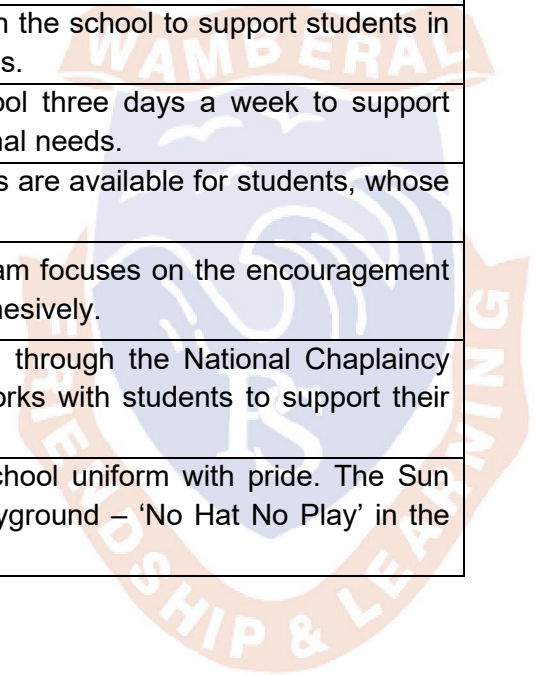 n the school to support students in
s.
ool three days a week to support
nal needs.
s are available for students, whose
am focuses on the encouragement
hesively.
through the National Chaplaincy
orks with students to support their
chool uniform with pride. The Sun
yground – ‘No Hat No Play’ in the
WAMBERAL
PS
FRIENDSHIP & LEARNING